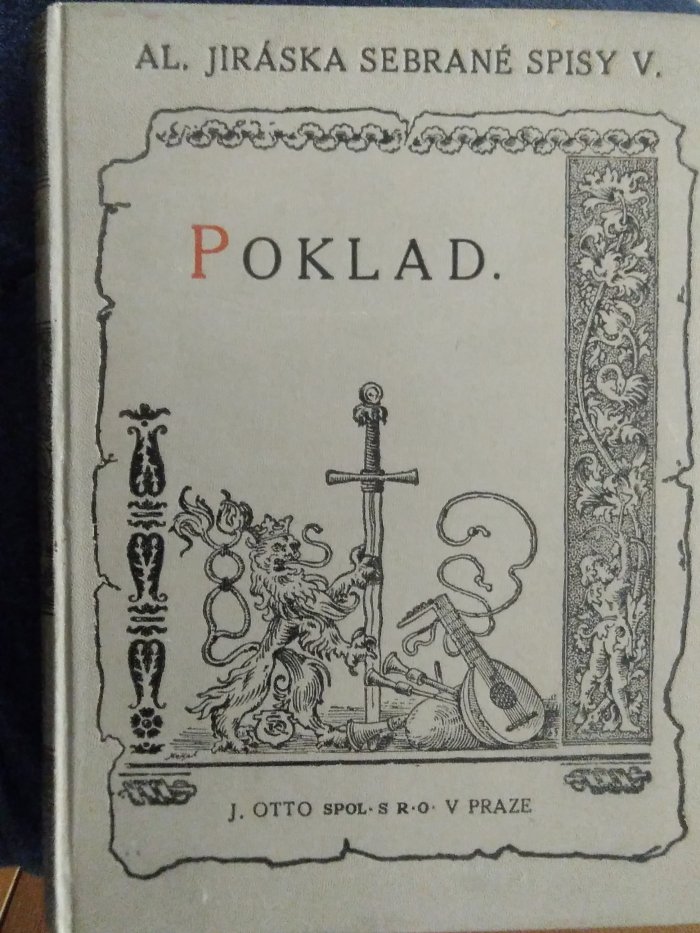 AL. JIRÁSKA SEBRANÉ SPISY V.
POKLAD.
J. OTTO SPOL· S R·O· V PRAZE